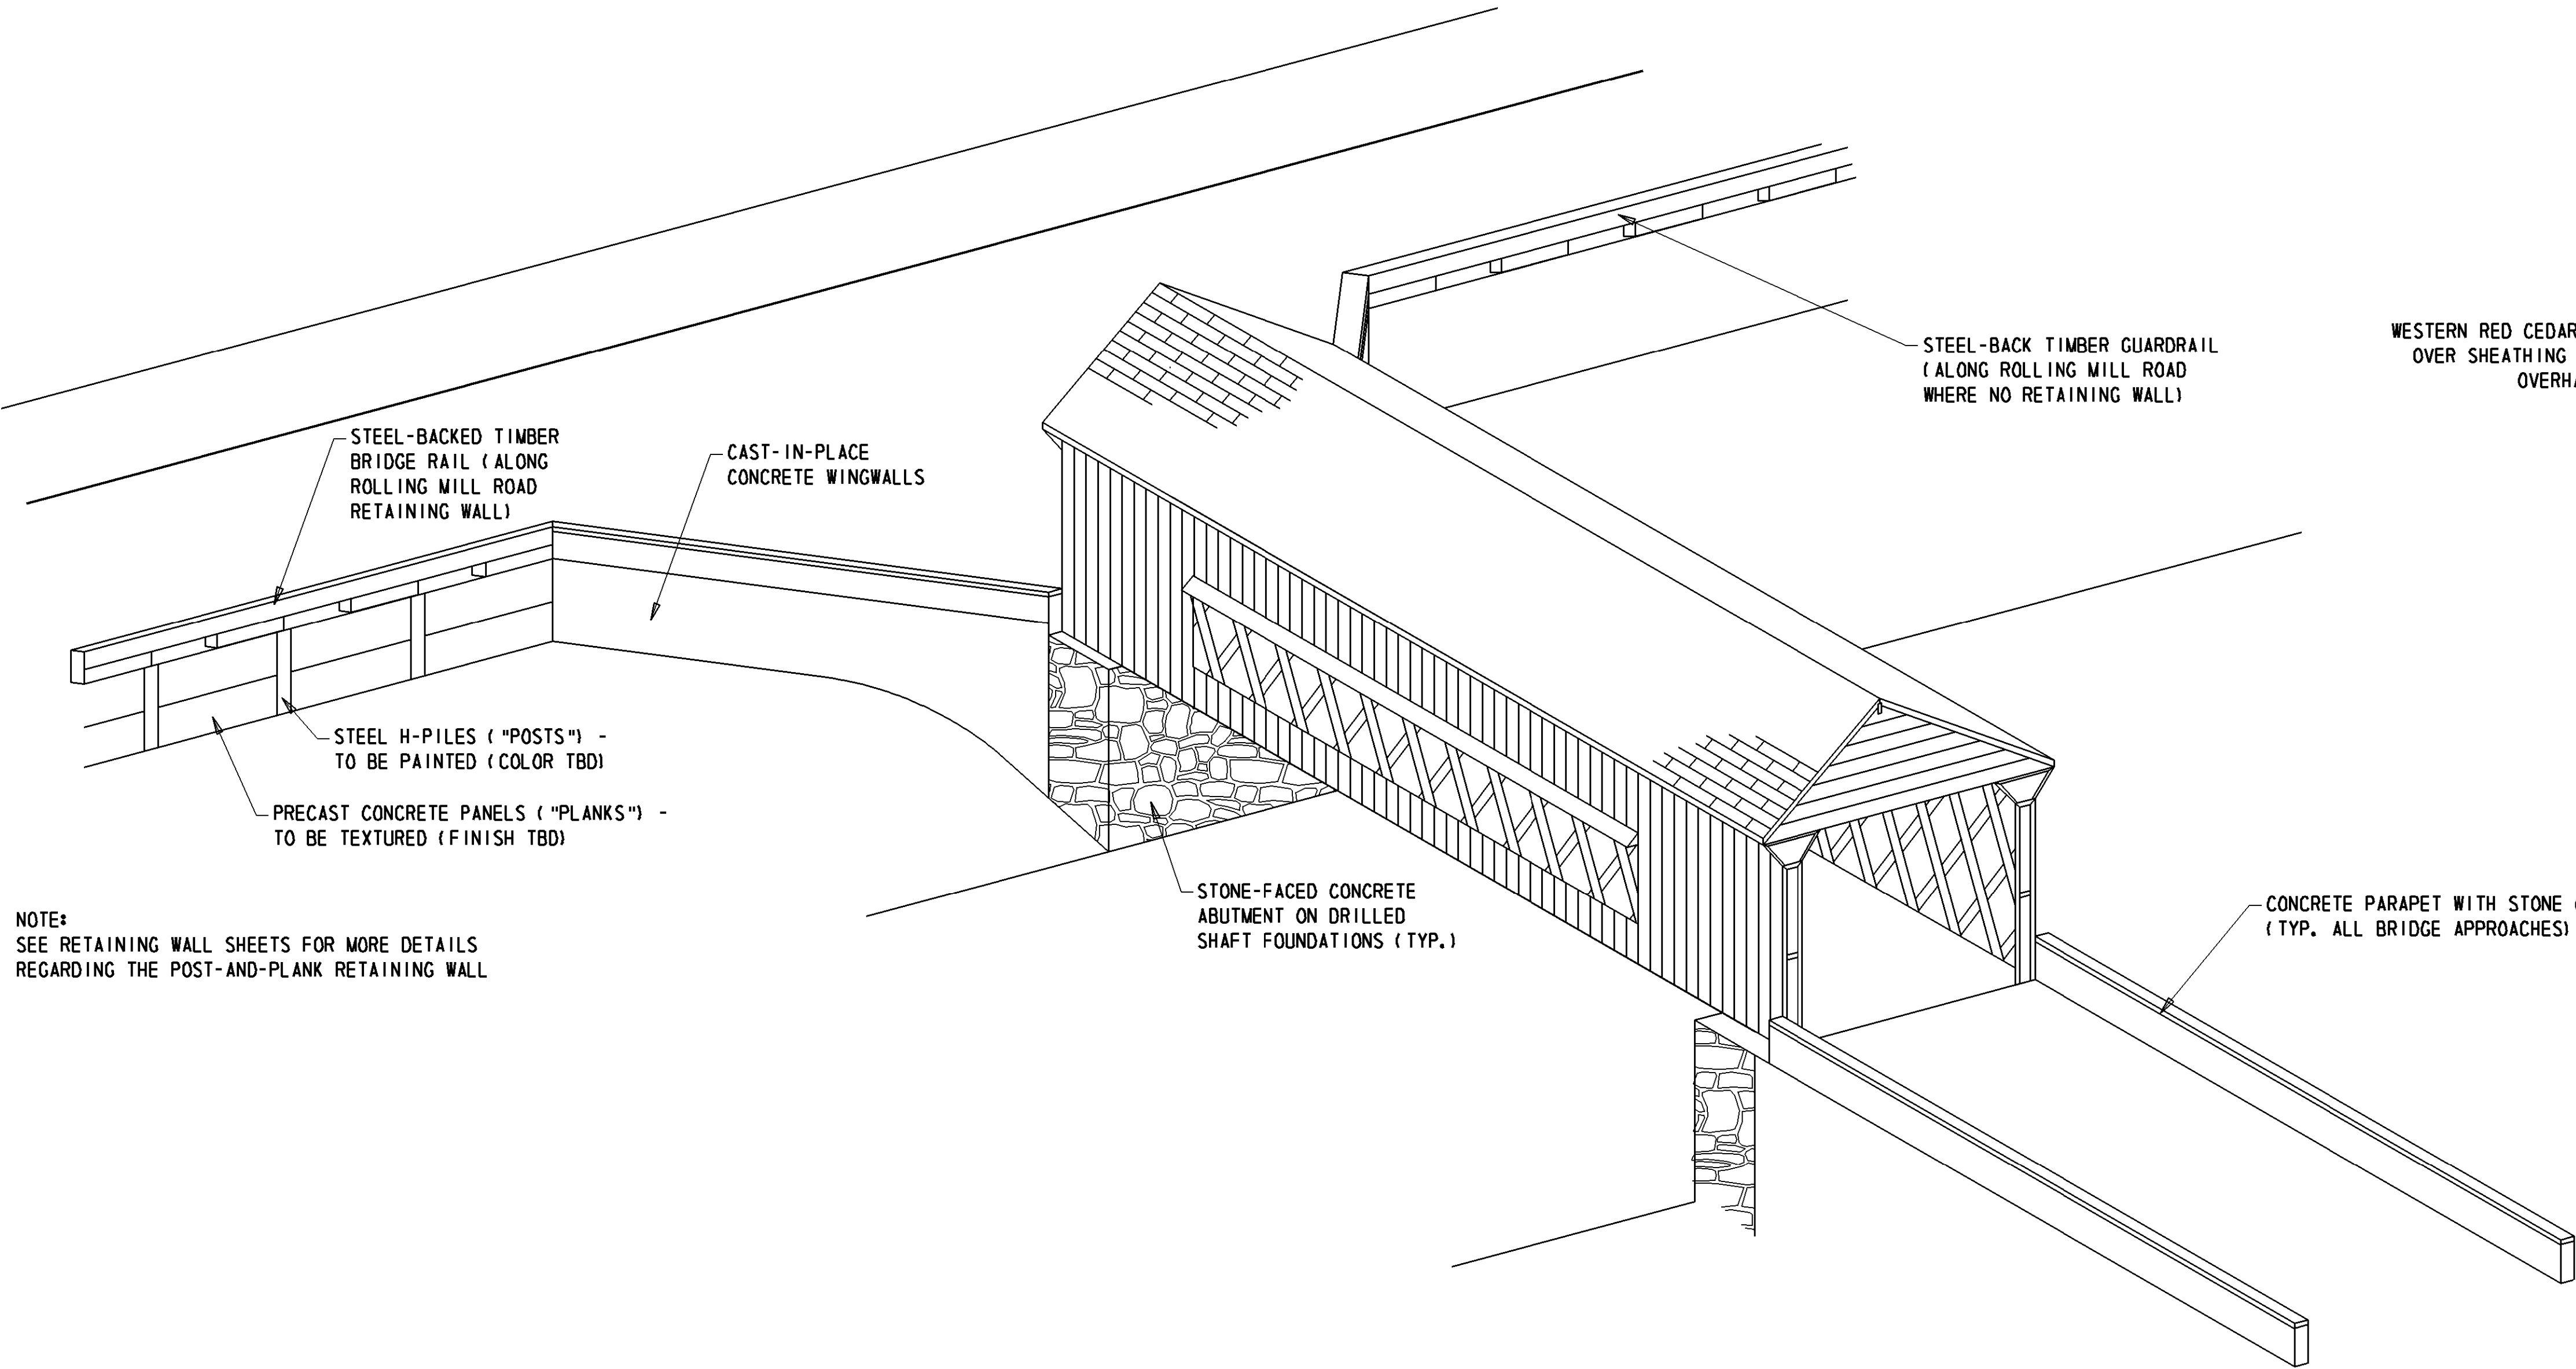 STEEL-BACK TIMBER GUARDRAIL
(ALONG ROLLING MILL ROAD
WHERE NO RETAINING WALL)
WESTERN RED CEDAR
OVER SHEATHING
STEEL-BACKED TIMBER
BRIDGE RAIL (ALONG
ROLLING MILL ROAD
RETAINING WALL)
CAST-IN-PLACE
CONCRETE WINGWALLS
STEEL H-PILES ("POSTS") -
TO BE PAINTED (COLOR TBD)
PRECAST CONCRETE PANELS ("PLANKS") -
TO BE TEXTURED (FINISH TBD)
STONE-FACED CONCRETE
ABUTMENT ON DRILLED
SHAFT FOUNDATIONS (TYP.)
CONCRETE PARAPET WITH STONE
(TYP. ALL BRIDGE APPROACHES)
NOTE:
SEE RETAINING WALL SHEETS FOR MORE DETAILS
REGARDING THE POST-AND-PLANK RETAINING WALL